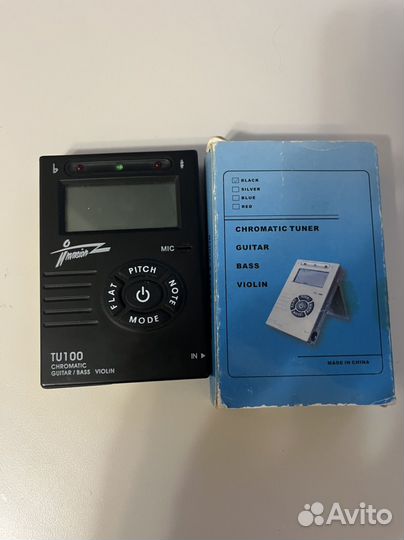 ♭ #
Invasion
MIC
PITCH
FLAT
NOTE
MODE
TU100
CHROMATIC
GUITAR / BASS VIOLIN
IN
BLACK
SILVER
BLUE
RED
CHROMATIC TUNER
GUITAR
BASS
VIOLIN
MADE IN CHINA
Avito